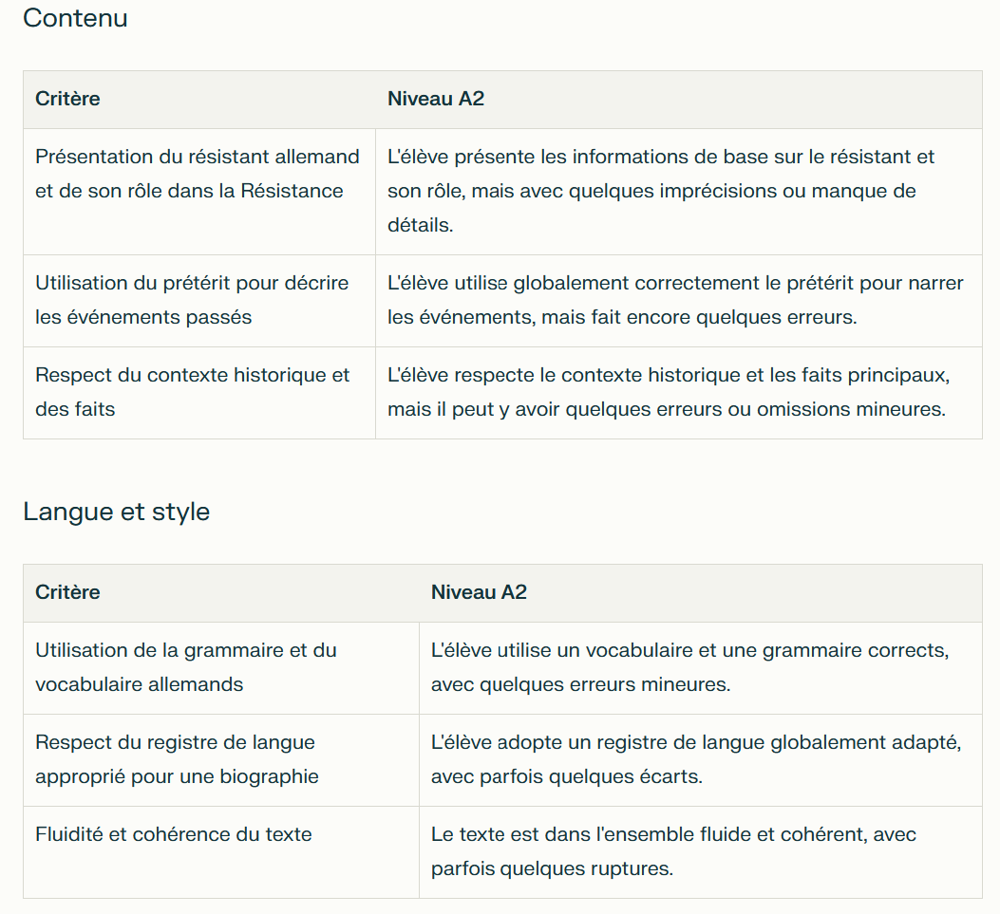 Contenu
Critère Niveau A2
Présentation du résistant allemand L'élève présente les informations de base sur le résistant et
et de son rôle dans la Résistance son rôle, mais avec quelques imprécisions ou manque de
détails.
Utilisation du prétérit pour décrire L'élève utilise globalement correctement le prétérit pour narrer
les événements passés les événements, mais fait encore quelques erreurs.
Respect du contexte historique et L'élève respecte le contexte historique et les faits principaux,
des faits mais il peut y avoir quelques erreurs ou omissions mineures.
Langue et style
Critère Niveau A2
Utilisation de la grammaire et du L'élève utilise un vocabulaire et une grammaire corrects,
vocabulaire allemands avec quelques erreurs mineures.
Respect du registre de langue L'élève adopte un registre de langue globalement adapté,
approprié pour une biographie avec parfois quelques écarts.
Fluidité et cohérence du texte Le texte est dans l'ensemble fluide et cohérent, avec
parfois quelques ruptures.